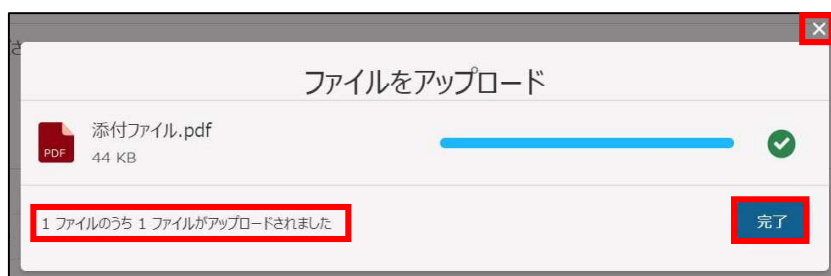 ファイルをアップロード
添付ファイル.pdf
PDF
44 KB
1 ファイルのうち 1 ファイルがアップロードされました
完了